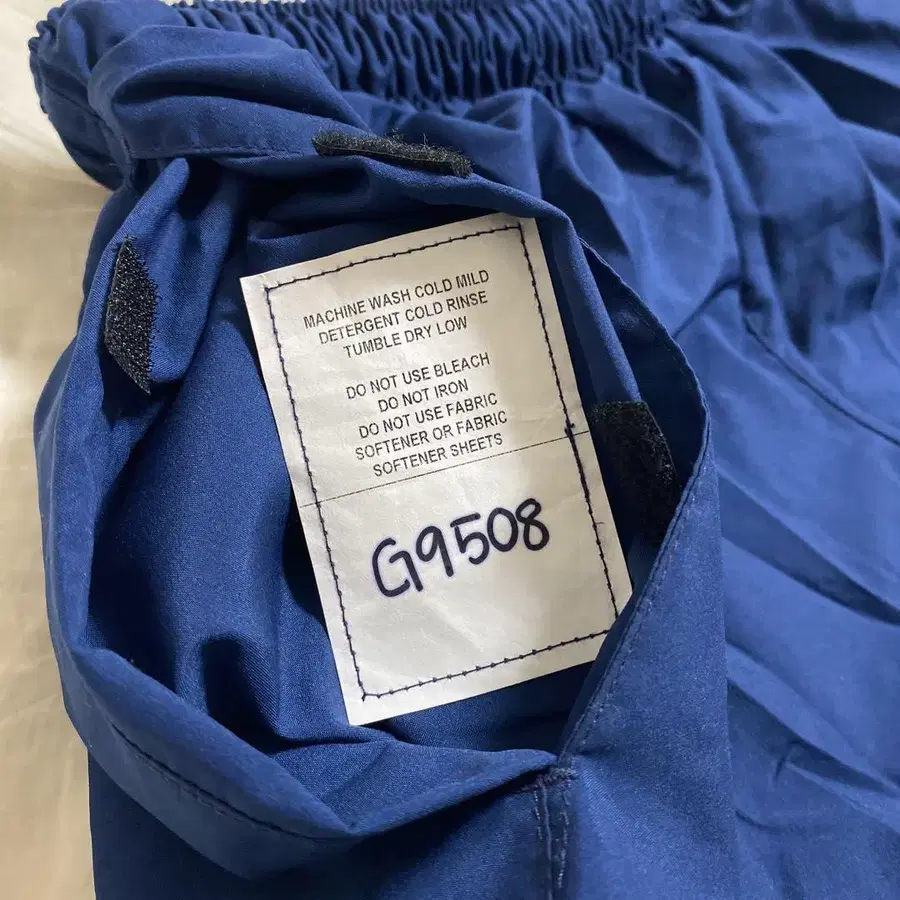 MACHINE WASH COLD MILD
DETERGENT COLD RINSE
TUMBLE DRY LOW
DO NOT USE BLEACH
DO NOT IRON
DO NOT USE FABRIC
SOFTENER OR FABRIC
SOFTENER SHEETS
G9508